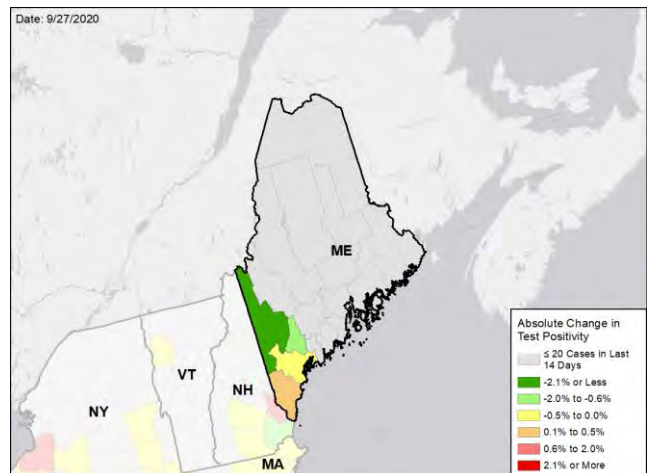 Date: 9/27/2020
ME
VT
NH
NY
MA
Absolute Change in
Test Positivity
≤ 20 Cases in Last
14 Days
-2.1% or Less
-2.0% to -0.6%
-0.5% to 0.0%
0.1% to 0.5%
0.6% to 2.0%
2.1% or More